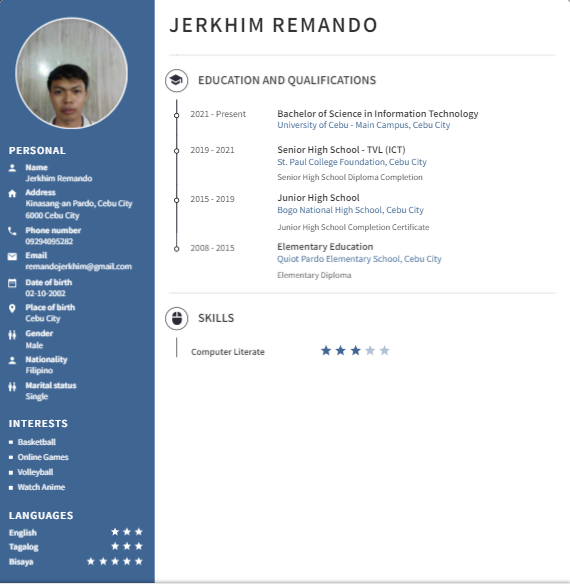 JERKHIM REMANDO
PERSONAL
Name
Jerkhim Remando
Address
Kinasang-an Pardo, Cebu City
6000 Cebu City
Phone number
09294095282
Email
remandojerkhim@gmail.com
Date of birth
02-10-2002
Place of birth
Cebu City
Gender
Male
Nationality
Filipino
Marital status
Single
INTERESTS
Basketball
Online Games
Volleyball
Watch Anime
LANGUAGES
English
Tagalog
Bisaya
EDUCATION AND QUALIFICATIONS
2021 - Present Bachelor of Science in Information Technology
University of Cebu - Main Campus, Cebu City
2019 - 2021 Senior High School - TVL (ICT)
St. Paul College Foundation, Cebu City
Senior High School Diploma Completion
2015 - 2019 Junior High School
Bogo National High School, Cebu City
Junior High School Completion Certificate
2008 - 2015 Elementary Education
Quiot Pardo Elementary School, Cebu City
Elementary Diploma
SKILLS
Computer Literate